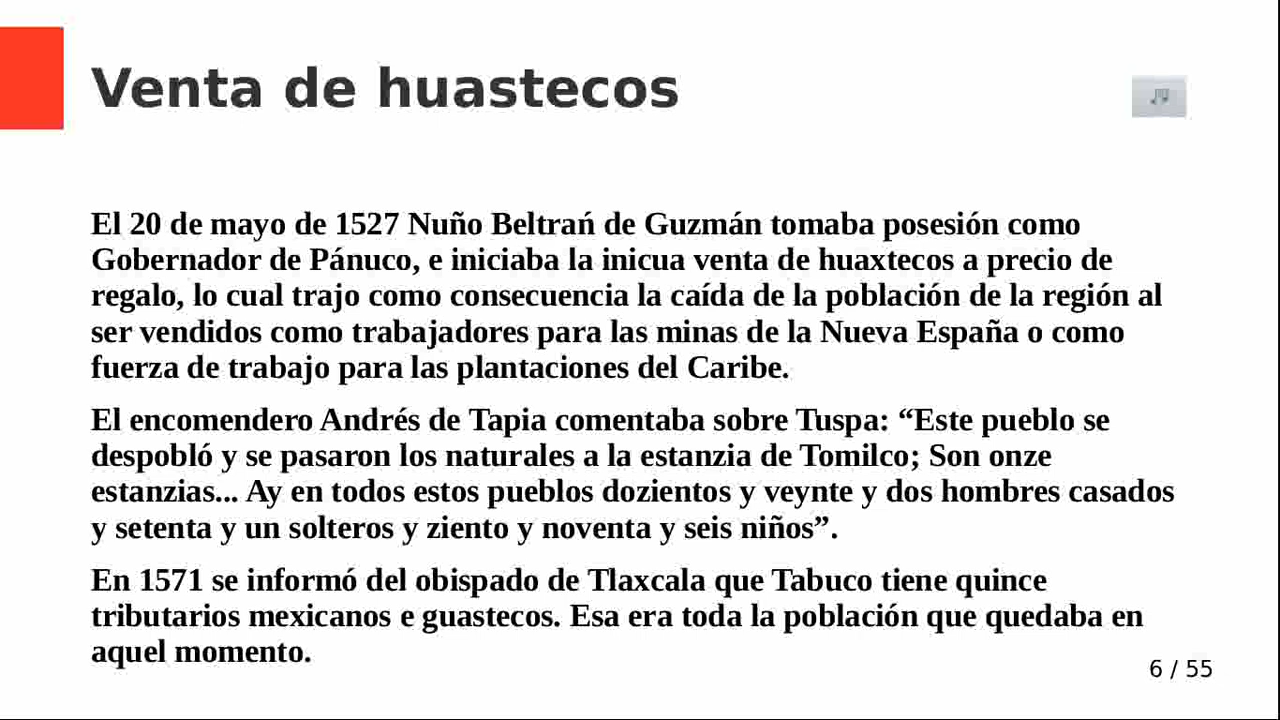 Venta de huastecos
El 20 de mayo de 1527 Nuño Beltrań de Guzmán tomaba posesión como
Gobernador de Pánuco, e iniciaba la inicua venta de huaxtecos a precio de
regalo, lo cual trajo como consecuencia la caída de la población de la región al
ser vendidos como trabajadores para las minas de la Nueva España o como
fuerza de trabajo para las plantaciones del Caribe.
El encomendero Andrés de Tapia comentaba sobre Tuspa: “Este pueblo se
despobló y se pasaron los naturales a la estanzia de Tomilco; Son onze
estanzias... Ay en todos estos pueblos dozientos y veynte y dos hombres casados
y setenta y un solteros y ziento y noventa y seis niños”.
En 1571 se informó del obispado de Tlaxcala que Tabuco tiene quince
tributarios mexicanos e guastecos. Esa era toda la población que quedaba en
aquel momento.
6 / 55